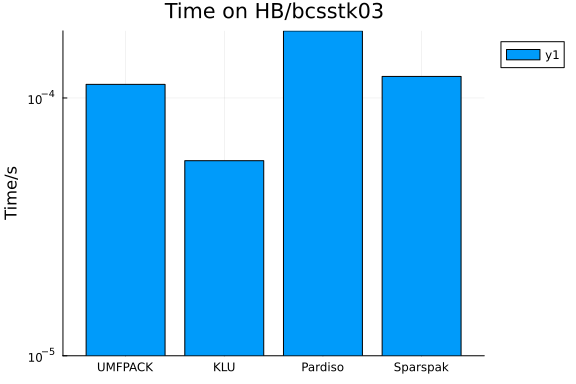 Time on HB/bcsstk03
y1
10⁻⁴
Time/s
10⁻⁵
UMFPACK KLU Pardiso Sparspak